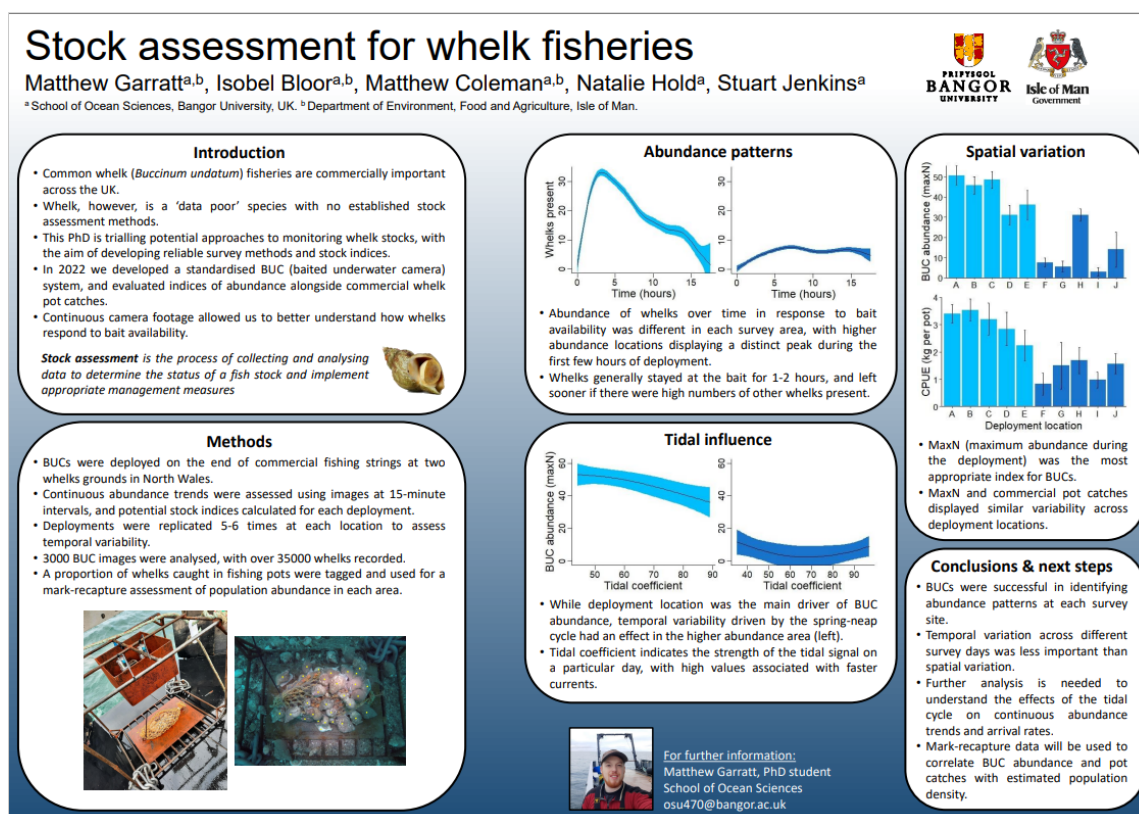 Stock assessment for whelk fisheries
Matthew Garrattᵃ,ᵇ, Isobel Bloorᵃ,ᵇ, Matthew Colemanᵃ,ᵇ, Natalie Holdᵃ, Stuart Jenkinsᵃ
ᵃ School of Ocean Sciences, Bangor University, UK. ᵇ Department of Environment, Food and Agriculture, Isle of Man.
PRIFYSGOL
BANGOR
UNIVERSITY
Isle of Man
Government
Introduction
• Common whelk (Buccinum undatum) fisheries are commercially important
across the UK.
• Whelk, however, is a ‘data poor’ species with no established stock
assessment methods.
• This PhD is trialling potential approaches to monitoring whelk stocks, with
the aim of developing reliable survey methods and stock indices.
• In 2022 we developed a standardised BUC (baited underwater camera)
system, and evaluated indices of abundance alongside commercial whelk
pot catches.
• Continuous camera footage allowed us to better understand how whelks
respond to bait availability.
Stock assessment is the process of collecting and analysing
data to determine the status of a fish stock and implement
appropriate management measures
Methods
• BUCs were deployed on the end of commercial fishing strings at two
whelks grounds in North Wales.
• Continuous abundance trends were assessed using images at 15-minute
intervals, and potential stock indices calculated for each deployment.
• Deployments were replicated 5-6 times at each location to assess
temporal variability.
• 3000 BUC images were analysed, with over 35000 whelks recorded.
• A proportion of whelks caught in fishing pots were tagged and used for a
mark-recapture assessment of population abundance in each area.
Abundance patterns
Whelks present
0 10 20 30
0 5 10 15
Time (hours)
0 10 20 30
0 5 10 15
Time (hours)
• Abundance of whelks over time in response to bait
availability was different in each survey area, with higher
abundance locations displaying a distinct peak during the
first few hours of deployment.
• Whelks generally stayed at the bait for 1-2 hours, and left
sooner if there were high numbers of other whelks present.
Tidal influence
BUC abundance (maxN)
0 20 40 60
50 60 70 80 90
Tidal coefficient
0 20 40 60
40 50 60 70 80 90
Tidal coefficient
• While deployment location was the main driver of BUC
abundance, temporal variability driven by the spring-neap
cycle had an effect in the higher abundance area (left).
• Tidal coefficient indicates the strength of the tidal signal on
a particular day, with high values associated with faster
currents.
For further information:
Matthew Garratt, PhD student
School of Ocean Sciences
osu470@bangor.ac.uk
Spatial variation
BUC abundance (maxN)
0 10 20 30 40 50
A B C D E F G H I J
CPUE (kg per pot)
0 1 2 3 4
A B C D E F G H I J
Deployment location
• MaxN (maximum abundance during
the deployment) was the most
appropriate index for BUCs.
• MaxN and commercial pot catches
displayed similar variability across
deployment locations.
Conclusions & next steps
• BUCs were successful in identifying
abundance patterns at each survey
site.
• Temporal variation across different
survey days was less important than
spatial variation.
• Further analysis is needed to
understand the effects of the tidal
cycle on continuous abundance
trends and arrival rates.
• Mark-recapture data will be used to
correlate BUC abundance and pot
catches with estimated population
density.